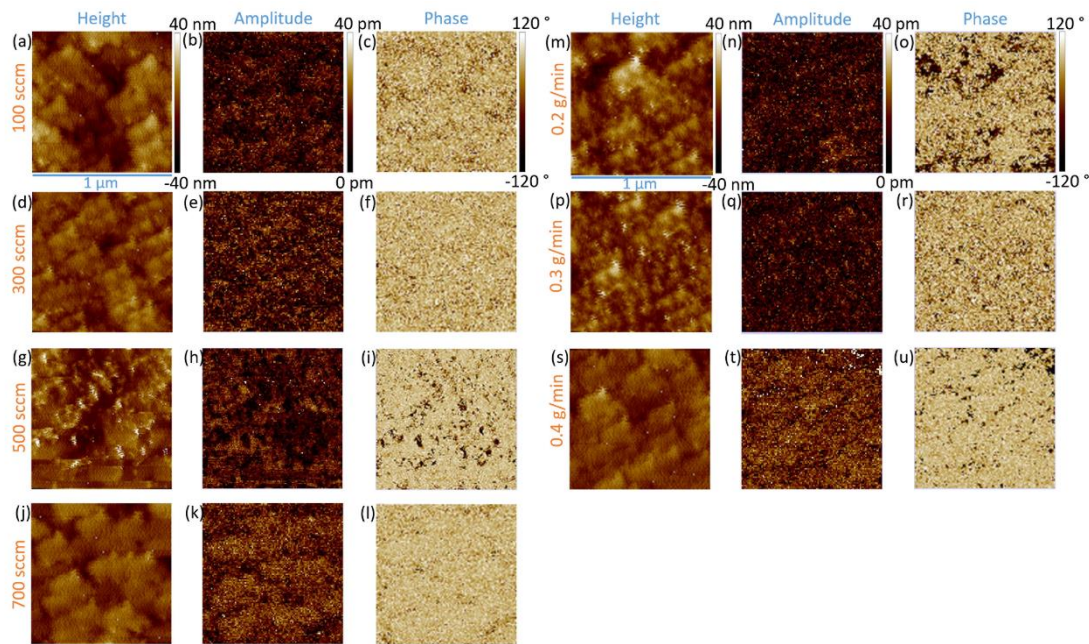 Height 40 nm Amplitude 40 pm Phase 120 °
(a) (b) (c)
100 sccm
1 µm -40 nm 0 pm -120 °
(d) (e) (f)
300 sccm
(g) (h) (i)
500 sccm
(j) (k) (l)
700 sccm
Height 40 nm Amplitude 40 pm Phase 120 °
(m) (n) (o)
0.2 g/min
1 µm -40 nm 0 pm -120 °
(p) (q) (r)
0.3 g/min
(s) (t) (u)
0.4 g/min